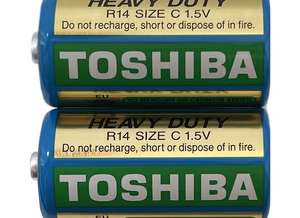 HEAVY DUTY
R14 SIZE C 1.5V
Do not recharge, short or dispose of in fire.
TOSHIBA
HEAVY DUTY
R14 SIZE C 1.5V
Do not recharge, short or dispose of in fire.
TOSHIBA